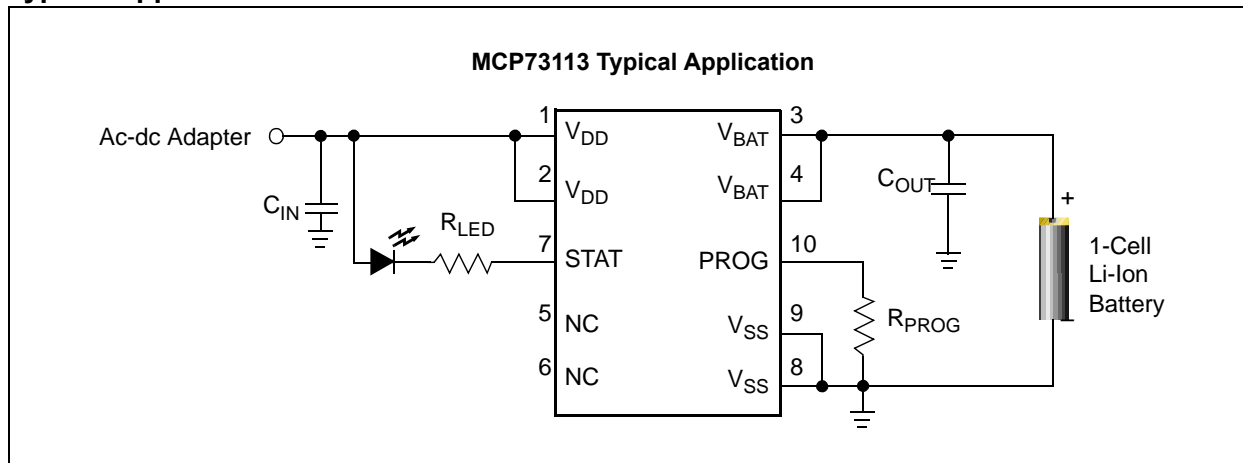 MCP73113 Typical Application
Ac-dc Adapter
CIN
RLED
1
VDD
2
VDD
7
STAT
5
NC
6
NC
3
VBAT
4
VBAT
10
PROG
9
VSS
8
VSS
COUT
RPROG
+
1-Cell
Li-Ion
Battery
–